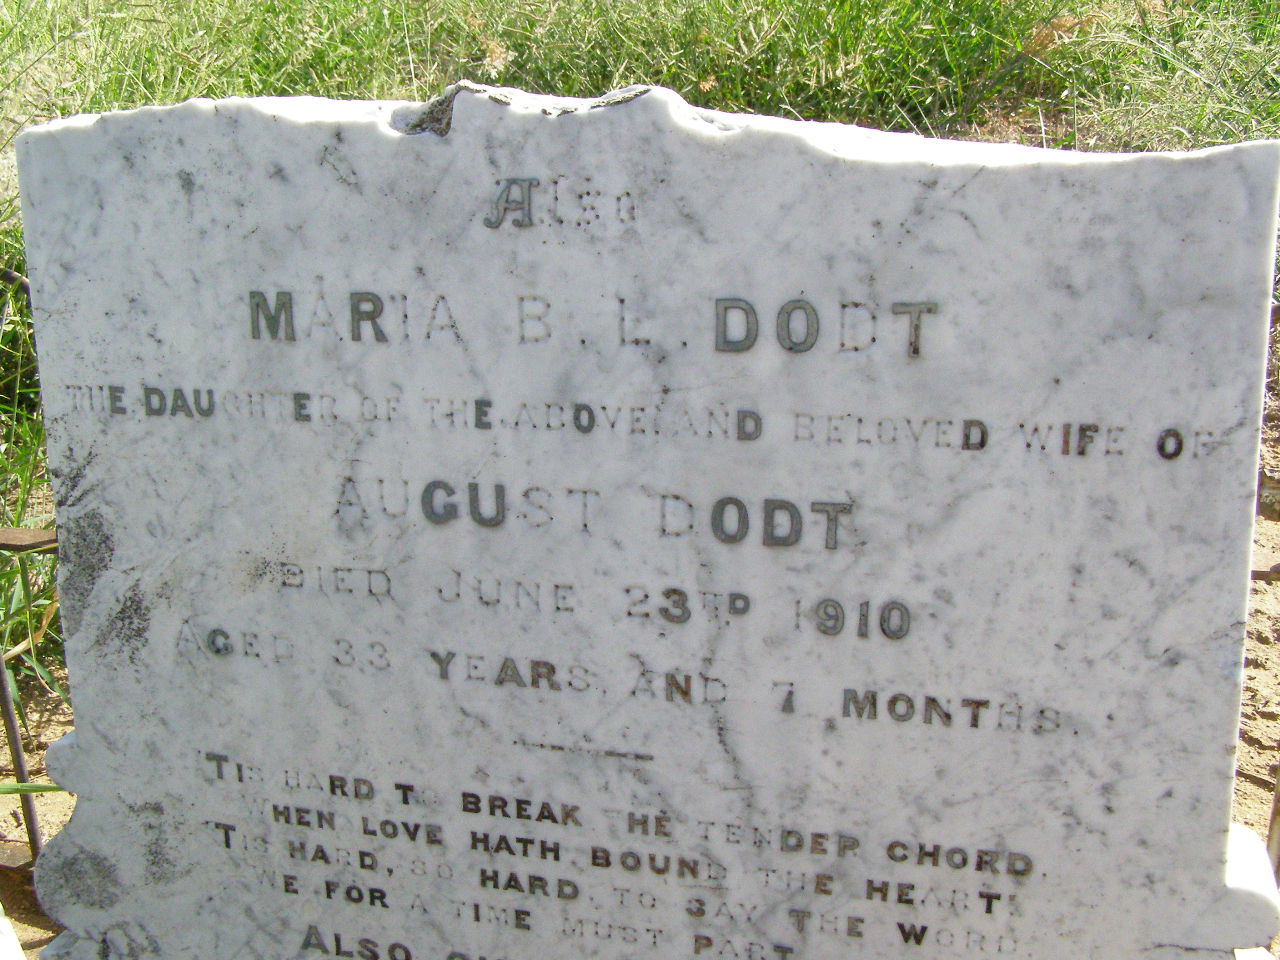 Also
MARIA B. L. DODT
THE DAUGHTER OF THE ABOVE AND BELOVED WIFE OF
AUGUST DODT
DIED JUNE 23RD 1910
AGED 33 YEARS, AND 7 MONTHS.
'TIS HARD TO BREAK THE TENDER CHORD
WHEN LOVE HATH BOUND THE HEART,
'TIS HARD, SO HARD, TO SAY THE WORD
WE FOR A TIME MUST PART.
ALSO